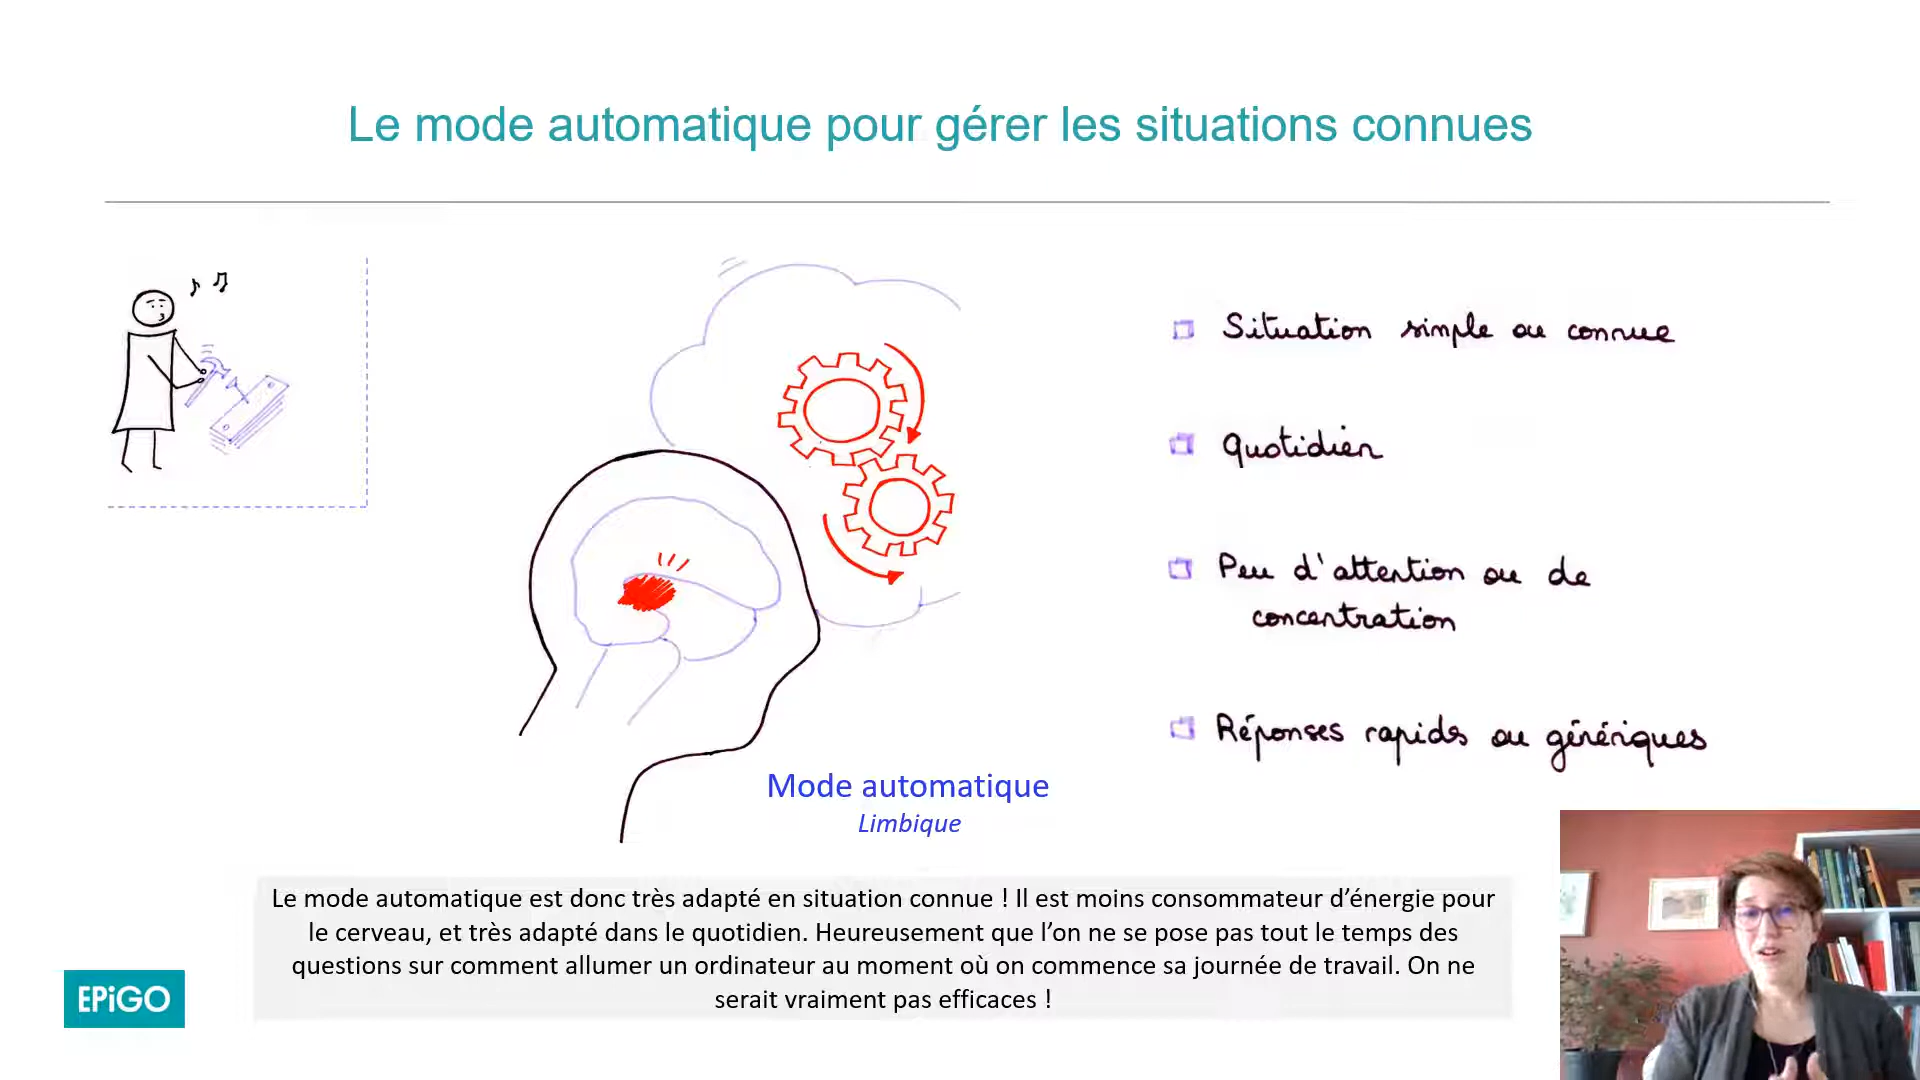 Le mode automatique pour gérer les situations connues
Situation simple ou connue
Quotidien
Peu d'attention ou de
concentration
Réponses rapides ou génériques
Mode automatique
Limbique
Le mode automatique est donc très adapté en situation connue ! Il est moins consommateur d’énergie pour
le cerveau, et très adapté dans le quotidien. Heureusement que l’on ne se pose pas tout le temps des
questions sur comment allumer un ordinateur au moment où on commence sa journée de travail. On ne
serait vraiment pas efficaces !
EPiGO